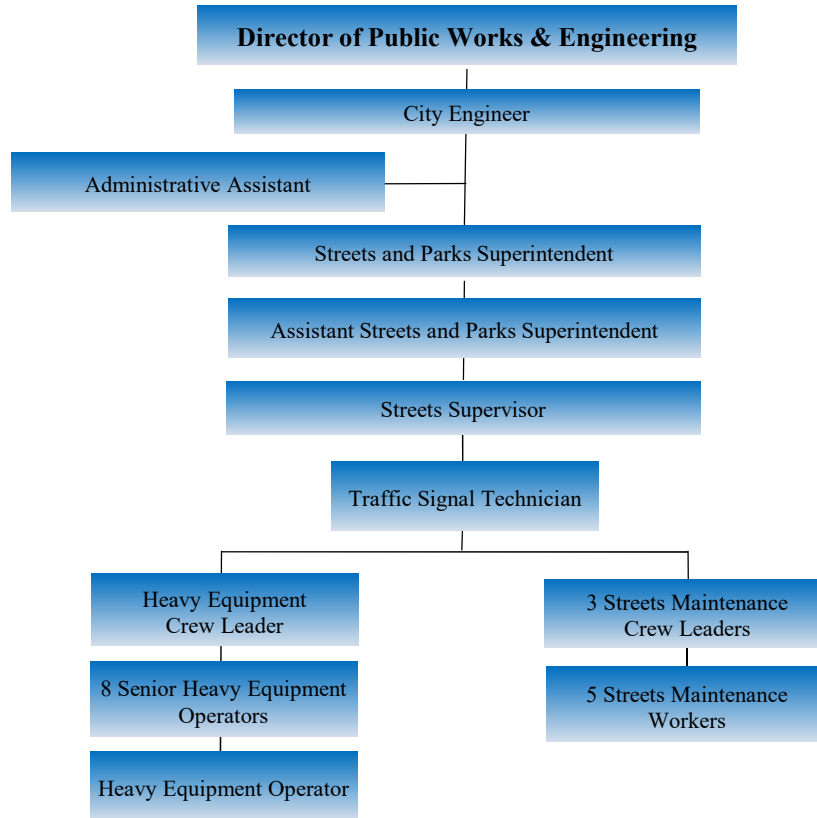 Director of Public Works & Engineering
City Engineer
Administrative Assistant
Streets and Parks Superintendent
Assistant Streets and Parks Superintendent
Streets Supervisor
Traffic Signal Technician
Heavy Equipment
Crew Leader
3 Streets Maintenance
Crew Leaders
8 Senior Heavy Equipment
Operators
5 Streets Maintenance
Workers
Heavy Equipment Operator